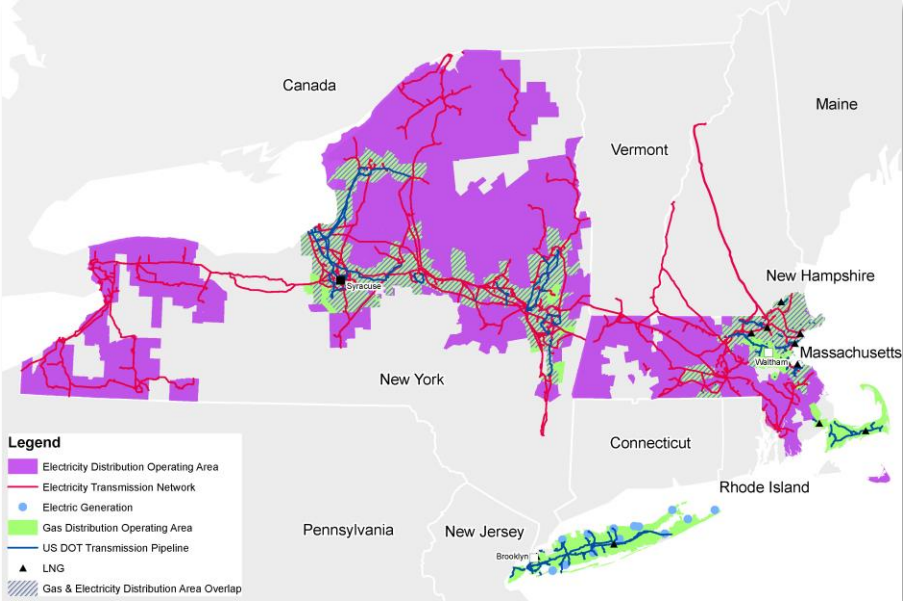 Canada
Maine
Vermont
New Hampshire
Syracuse
Massachusetts
Waltham
New York
Connecticut
Rhode Island
Pennsylvania
New Jersey
Brooklyn
Legend
Electricity Distribution Operating Area
Electricity Transmission Network
Electric Generation
Gas Distribution Operating Area
US DOT Transmission Pipeline
LNG
Gas & Electricity Distribution Area Overlap